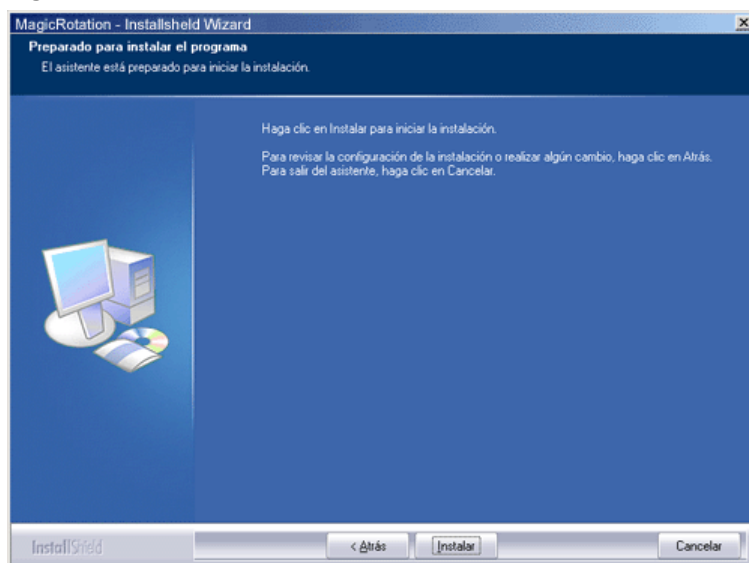 MagicRotation - Installsheld Wizard
Preparado para instalar el programa
El asistente está preparado para iniciar la instalación.
Haga clic en Instalar para iniciar la instalación.
Para revisar la configuración de la instalación o realizar algún cambio, haga clic en Atrás.
Para salir del asistente, haga clic en Cancelar.
InstallShield
< Atrás
Instalar
Cancelar